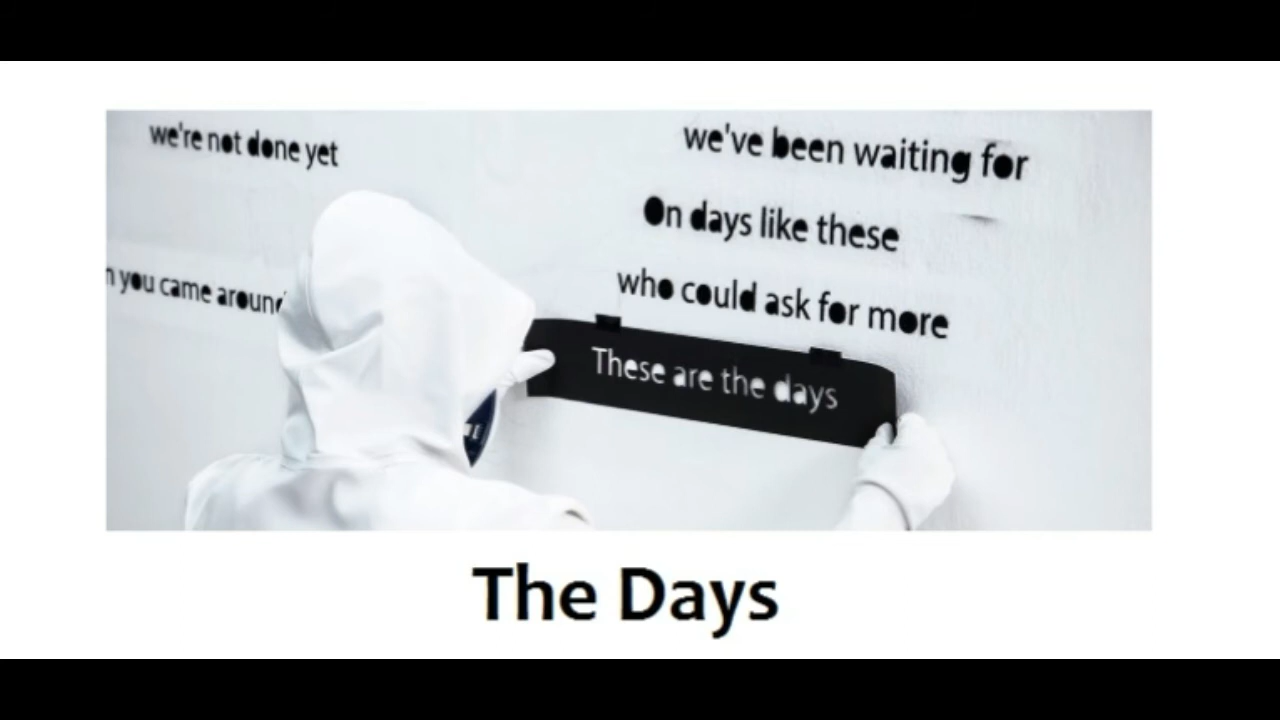 we're not done yet
you came around
we've been waiting for
On days like these
who could ask for more
These are the days
The Days